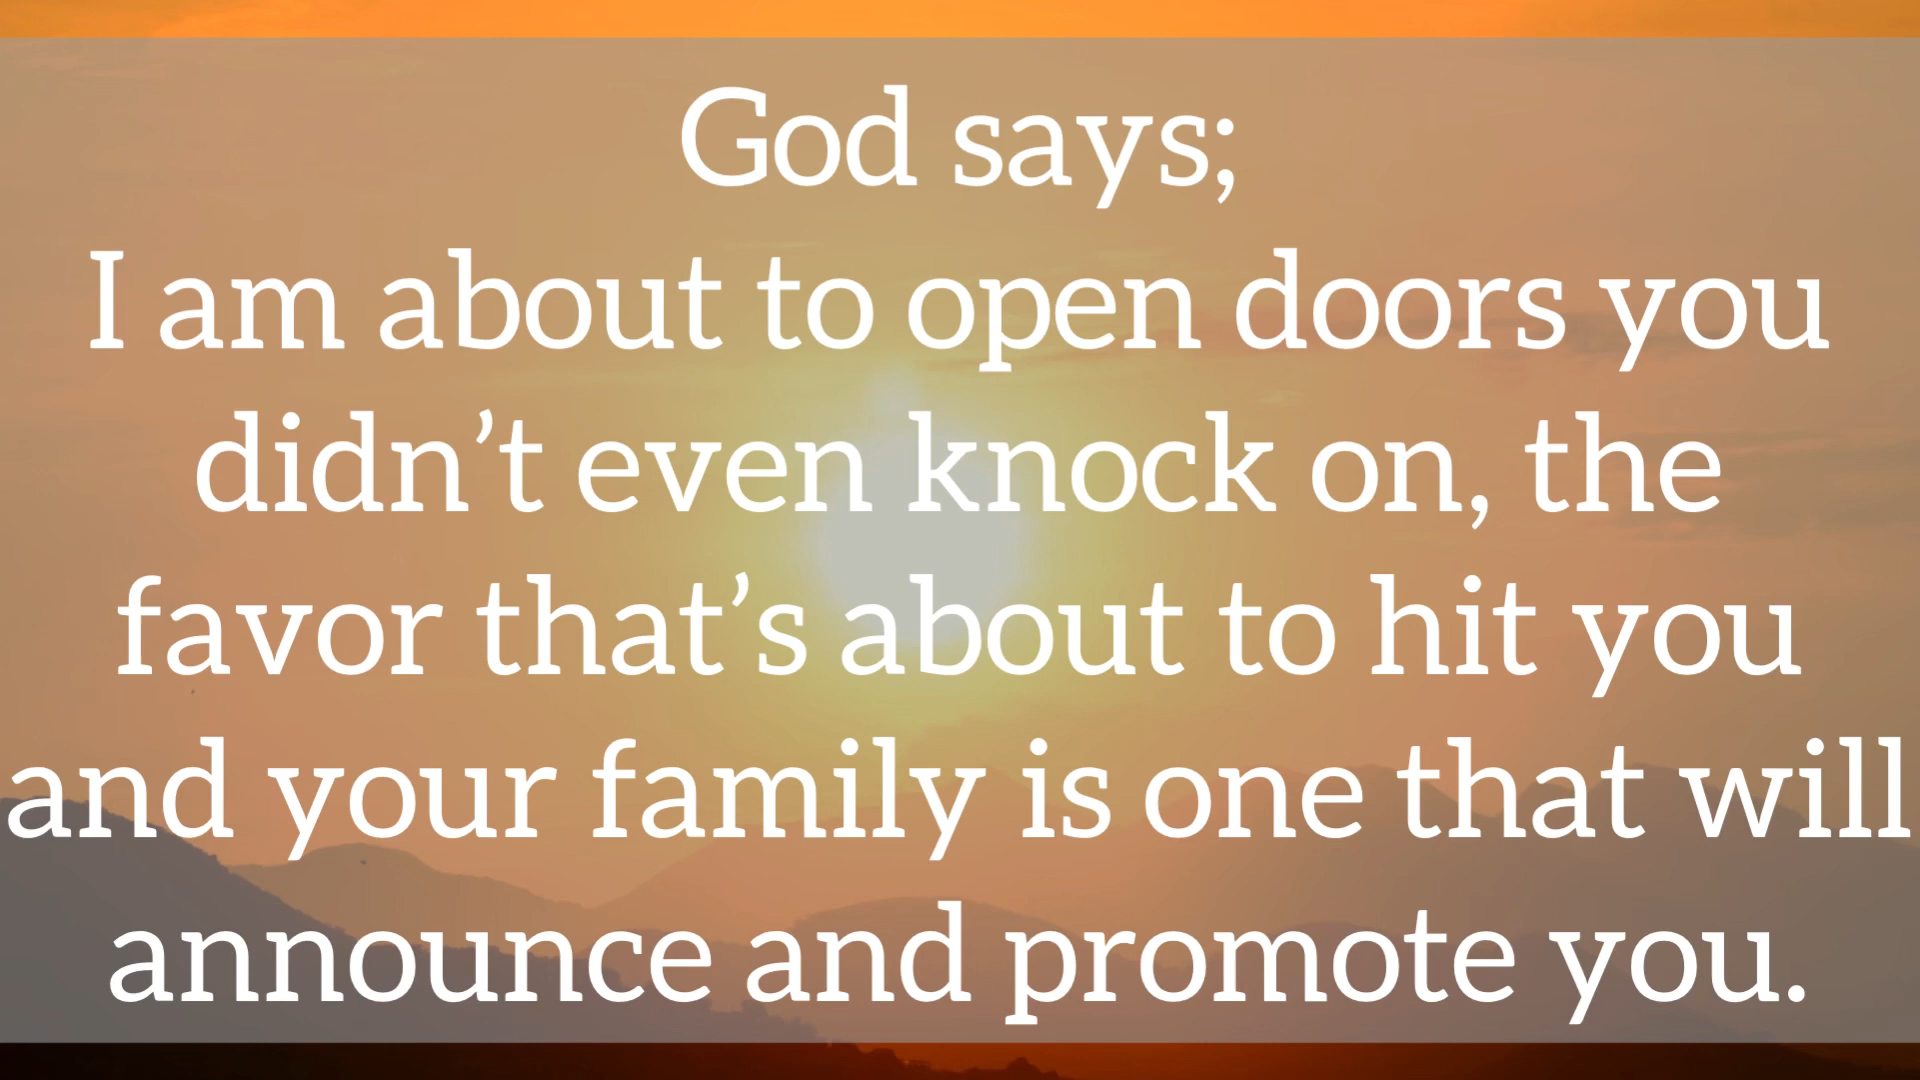 God says;
I am about to open doors you
didn’t even knock on, the
favor that’s about to hit you
and your family is one that will
announce and promote you.